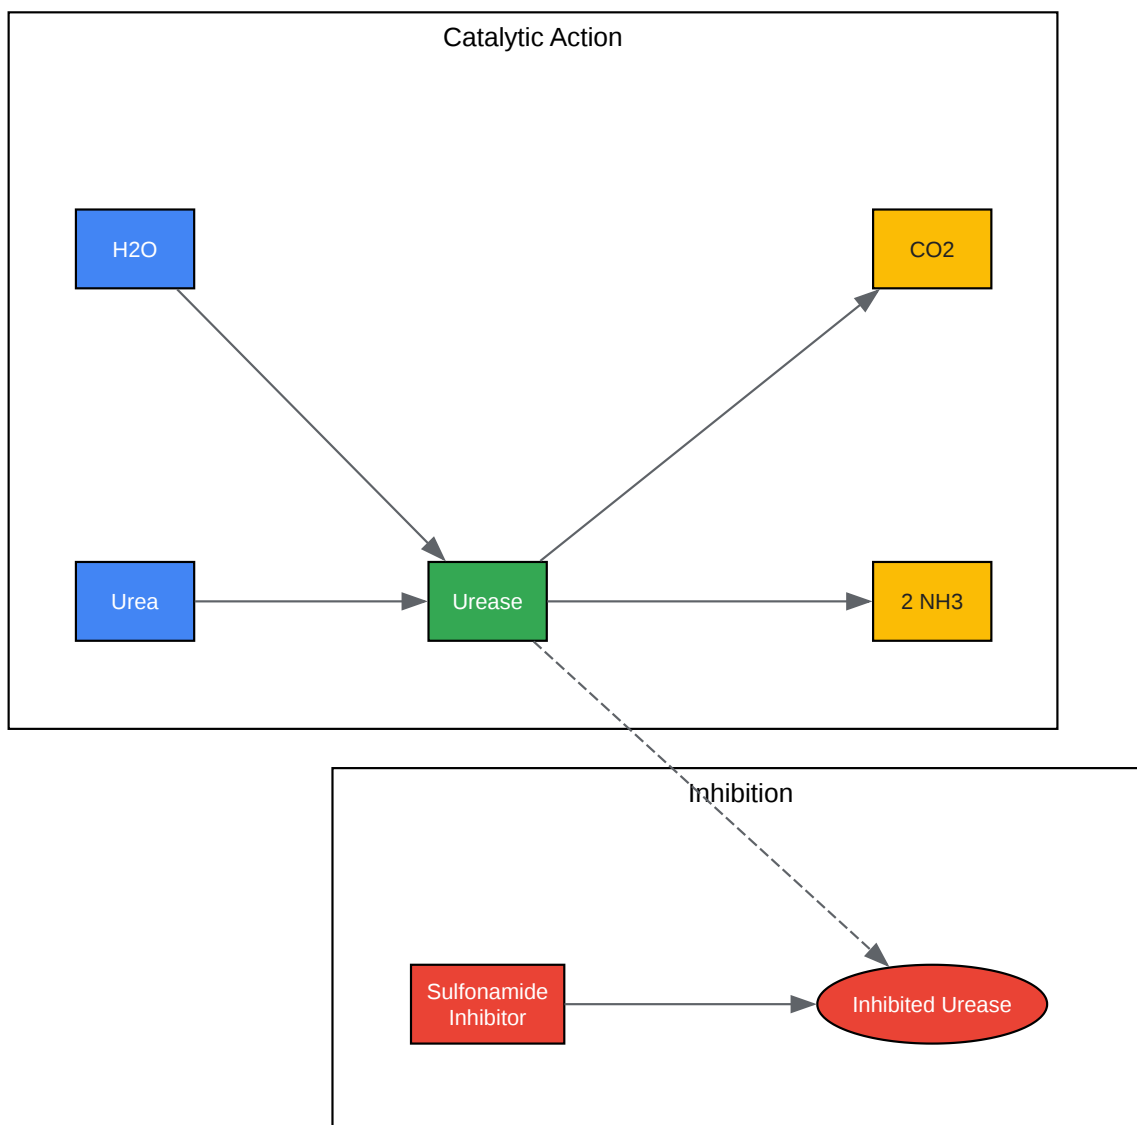 Catalytic Action
H2O
CO2
Urea
Urease
2 NH3
Inhibition
Sulfonamide
Inhibitor
Inhibited Urease